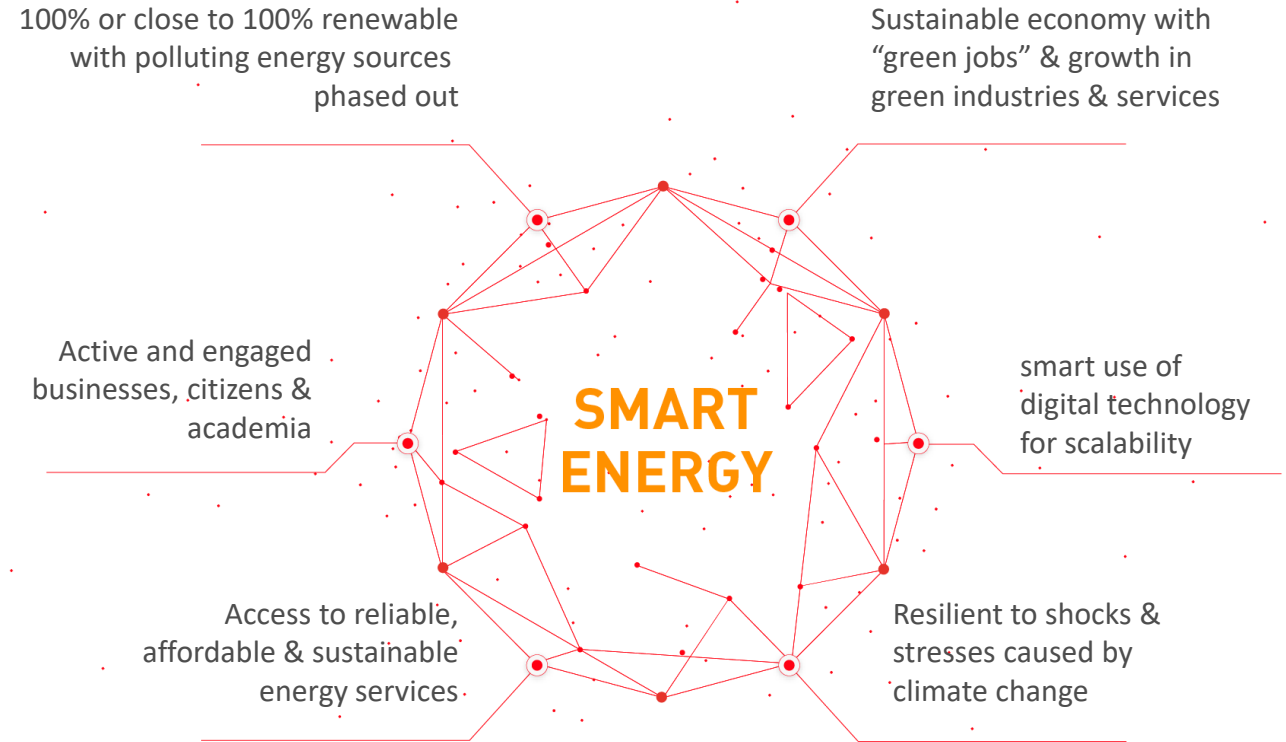 100% or close to 100% renewable
with polluting energy sources
phased out
Sustainable economy with
“green jobs” & growth in
green industries & services
Active and engaged
businesses, citizens &
academia
SMART
ENERGY
smart use of
digital technology
for scalability
Access to reliable,
affordable & sustainable
energy services
Resilient to shocks &
stresses caused by
climate change